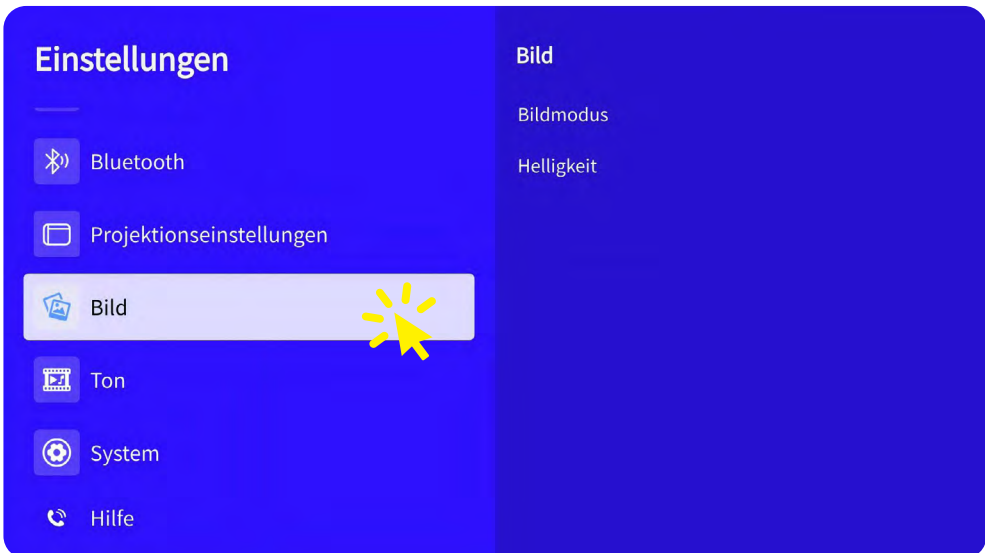 Einstellungen
Bluetooth
Projektionseinstellungen
Bild
Ton
System
Hilfe
Bild
Bildmodus
Helligkeit